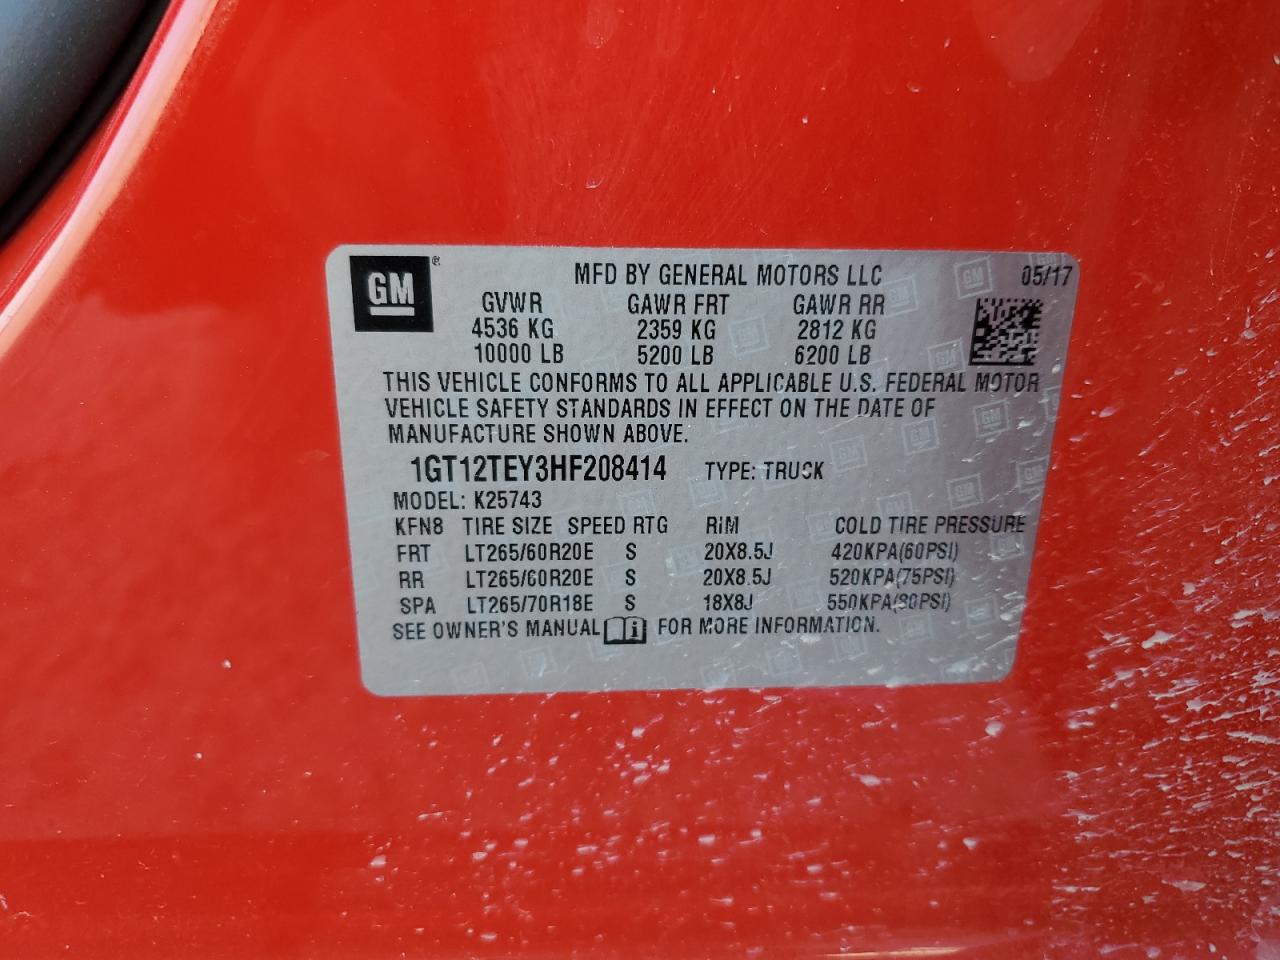 GM®
MFD BY GENERAL MOTORS LLC 05/17
GVWR GAWR FRT GAWR RR
4536 KG 2359 KG 2812 KG
10000 LB 5200 LB 6200 LB
THIS VEHICLE CONFORMS TO ALL APPLICABLE U.S. FEDERAL MOTOR
VEHICLE SAFETY STANDARDS IN EFFECT ON THE DATE OF
MANUFACTURE SHOWN ABOVE.
1GT12TEY3HF208414 TYPE: TRUCK
MODEL: K25743
KFN8 TIRE SIZE SPEED RTG RIM COLD TIRE PRESSURE
FRT LT265/60R20E S 20X8.5J 420KPA(60PSI)
RR LT265/60R20E S 20X8.5J 520KPA(75PSI)
SPA LT265/70R18E S 18X8J 550KPA(80PSI)
SEE OWNER'S MANUAL FOR MORE INFORMATION.